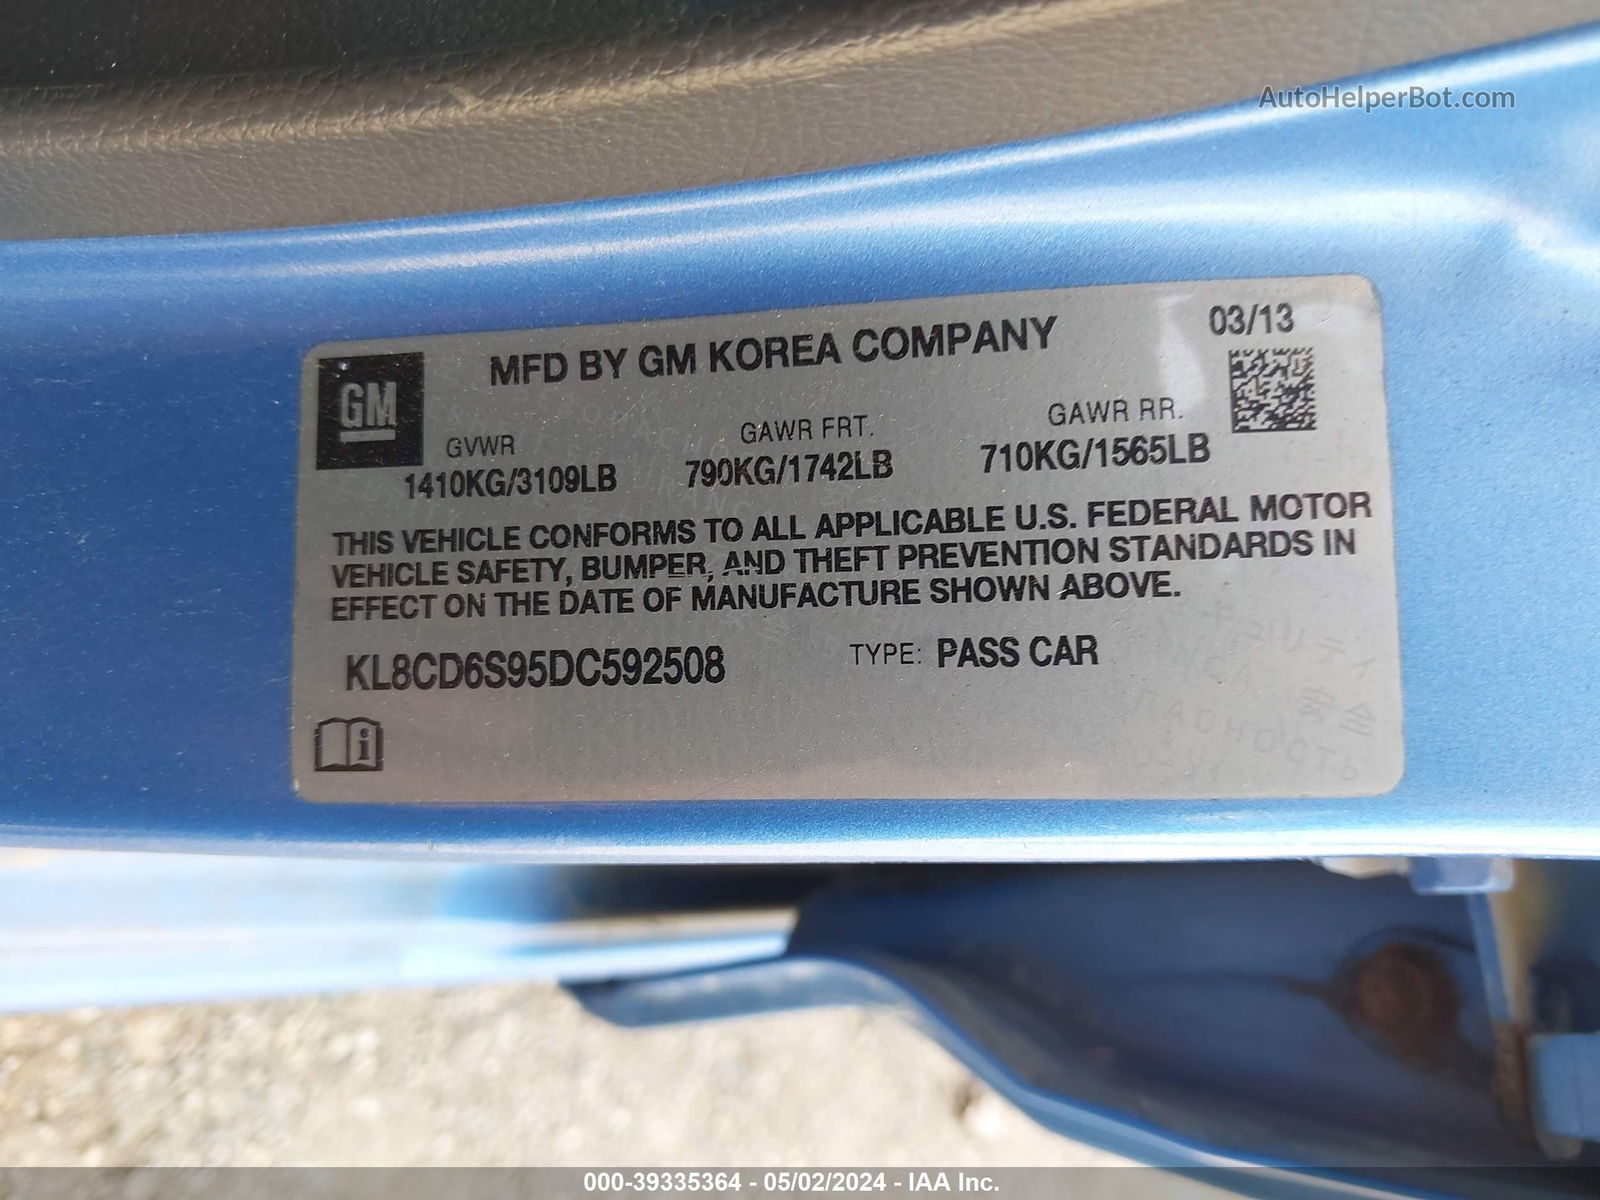 AutoHelperBot.com
MFD BY GM KOREA COMPANY
03/13
GM
GVWR
GAWR FRT.
GAWR RR.
1410KG/3109LB
790KG/1742LB
710KG/1565LB
THIS VEHICLE CONFORMS TO ALL APPLICABLE U.S. FEDERAL MOTOR
VEHICLE SAFETY, BUMPER, AND THEFT PREVENTION STANDARDS IN
EFFECT ON THE DATE OF MANUFACTURE SHOWN ABOVE.
KL8CD6S95DC592508
TYPE: PASS CAR
000-39335364 - 05/02/2024 - IAA Inc.